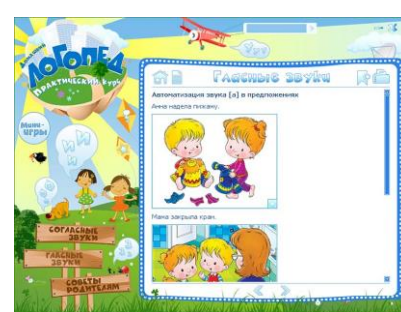 Домашний
ЛОГОПЕД
ПРАКТИЧЕСКИЙ КУРС
Мини-
игры
И
И
И
СОГЛАСНЫЕ
ЗВУКИ
ГЛАСНЫЕ
ЗВУКИ
СОВЕТЫ
РОДИТЕЛЯМ
Гласные звуки
Автоматизация звука [а] в предложениях
Анна надела пижаму.
Мама закрыла кран.